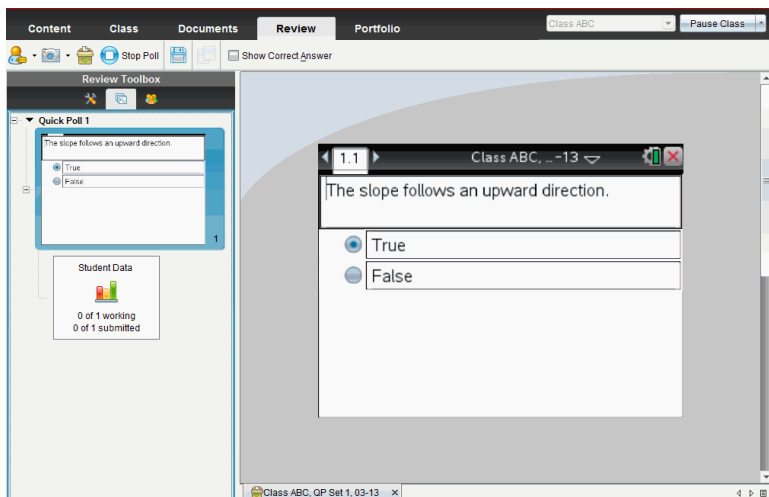 Content Class Documents Review Portfolio Class ABC Pause Class
Stop Poll Show Correct Answer
Review Toolbox
Quick Poll 1
The slope follows an upward direction.
True
False
1
Student Data
0 of 1 working
0 of 1 submitted
1.1 Class ABC, ...-13
The slope follows an upward direction.
True
False
Class ABC, QP Set 1, 03-13